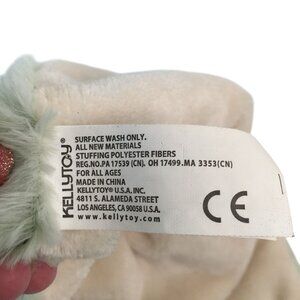 KELLYTOY®
SURFACE WASH ONLY.
ALL NEW MATERIALS
STUFFING POLYESTER FIBERS
REG.NO.PA 17539 (CN). OH 17499.MA 3353(CN)
FOR ALL AGES
MADE IN CHINA
KELLYTOY® U.S.A. INC.
4811 S. ALAMEDA STREET
LOS ANGELES, CA 90058 U.S.A.
www.kellytoy.com
CE